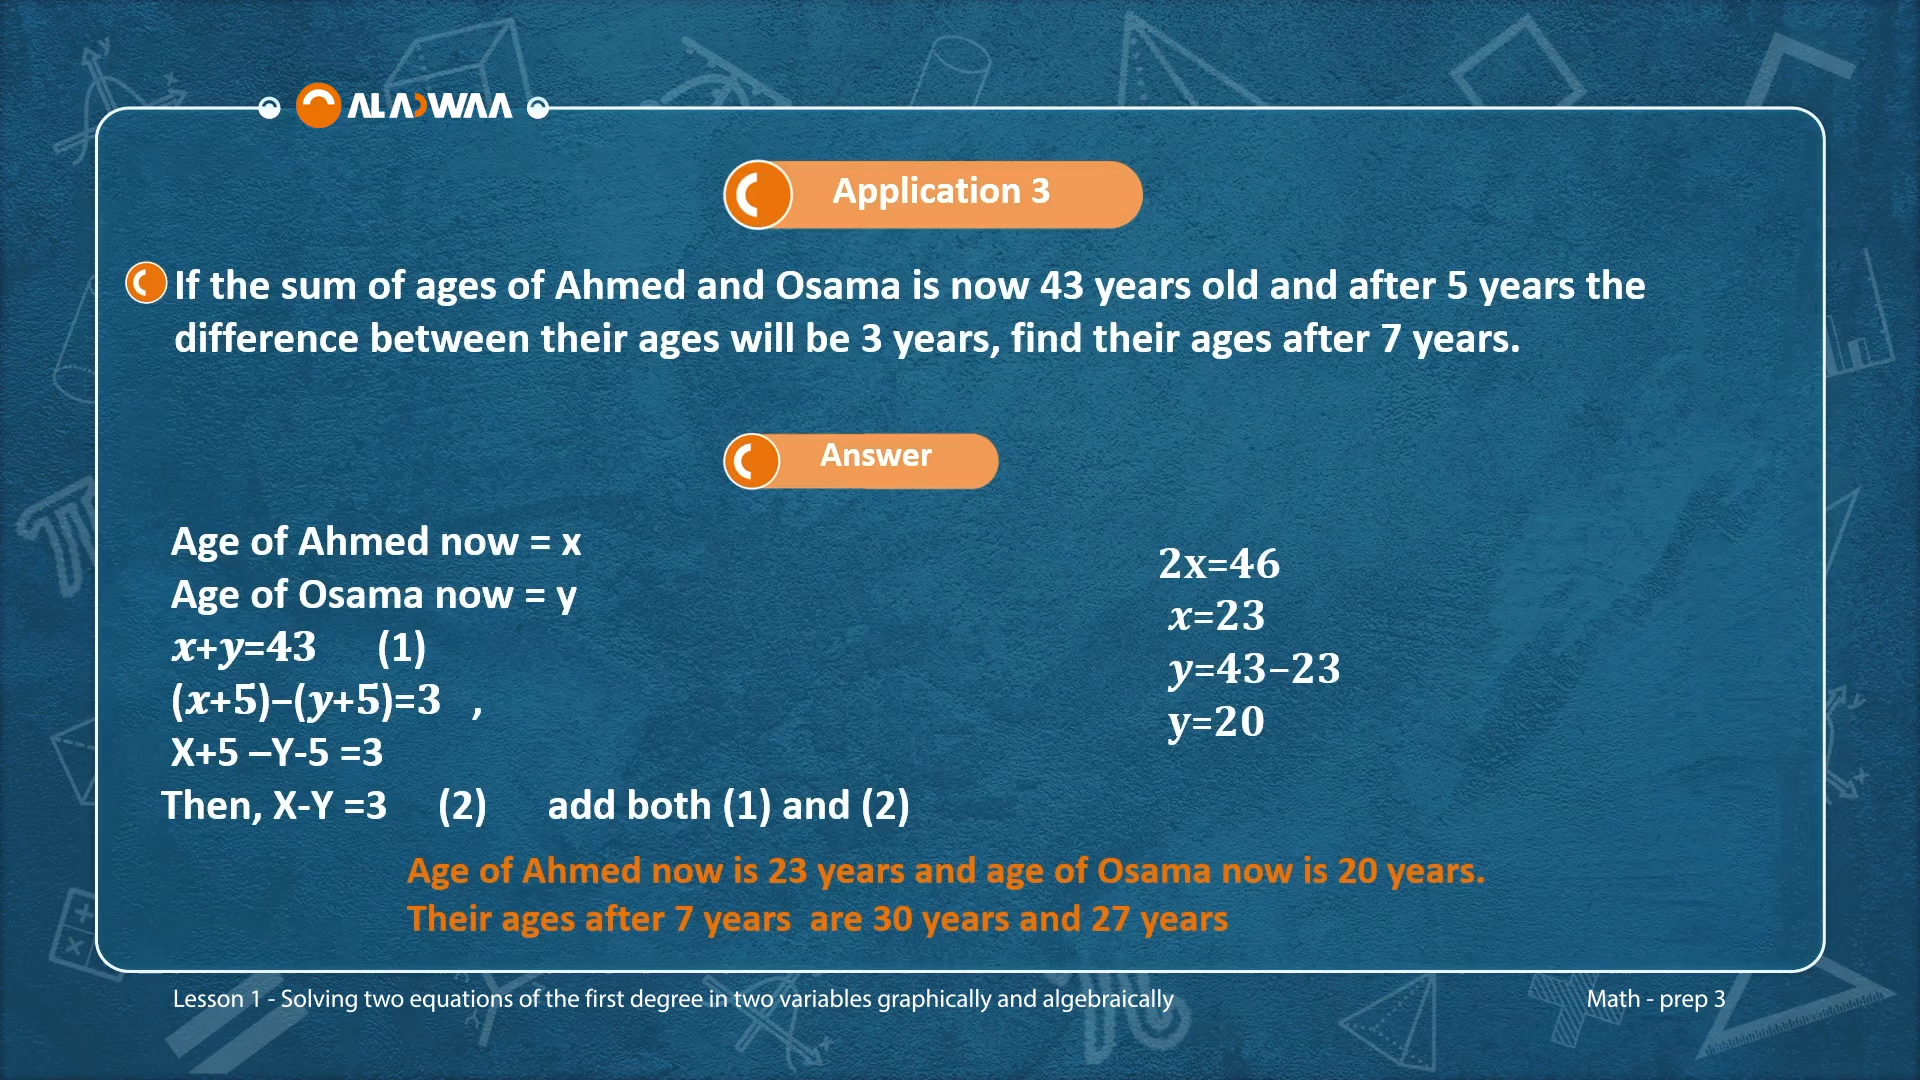 ALADWAA
Application 3
If the sum of ages of Ahmed and Osama is now 43 years old and after 5 years the
difference between their ages will be 3 years, find their ages after 7 years.
Answer
Age of Ahmed now = x
Age of Osama now = y
x+y=43 (1)
(x+5)–(y+5)=3 ,
X+5 –Y-5 =3
Then, X-Y =3 (2) add both (1) and (2)
2x=46
x=23
y=43–23
y=20
Age of Ahmed now is 23 years and age of Osama now is 20 years.
Their ages after 7 years are 30 years and 27 years
Lesson 1 - Solving two equations of the first degree in two variables graphically and algebraically
Math - prep 3